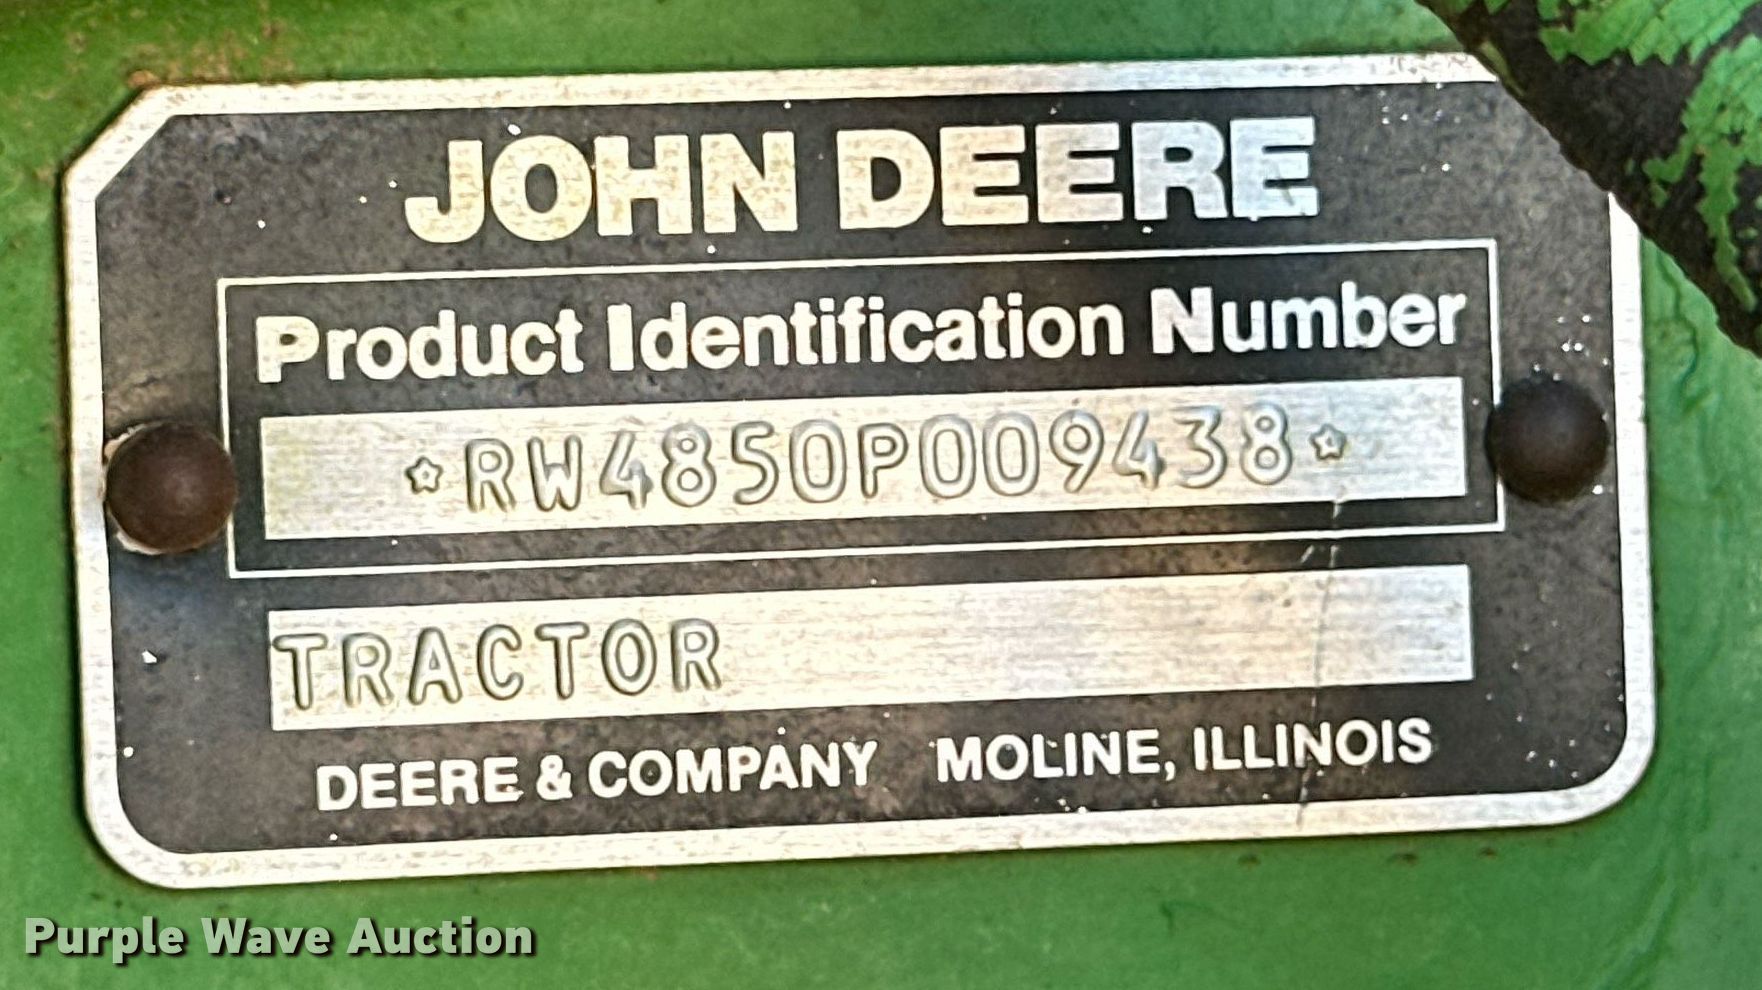 JOHN DEERE
Product Identification Number
☆RW4850P009438☆
TRACTOR
DEERE & COMPANY MOLINE, ILLINOIS
Purple Wave Auction